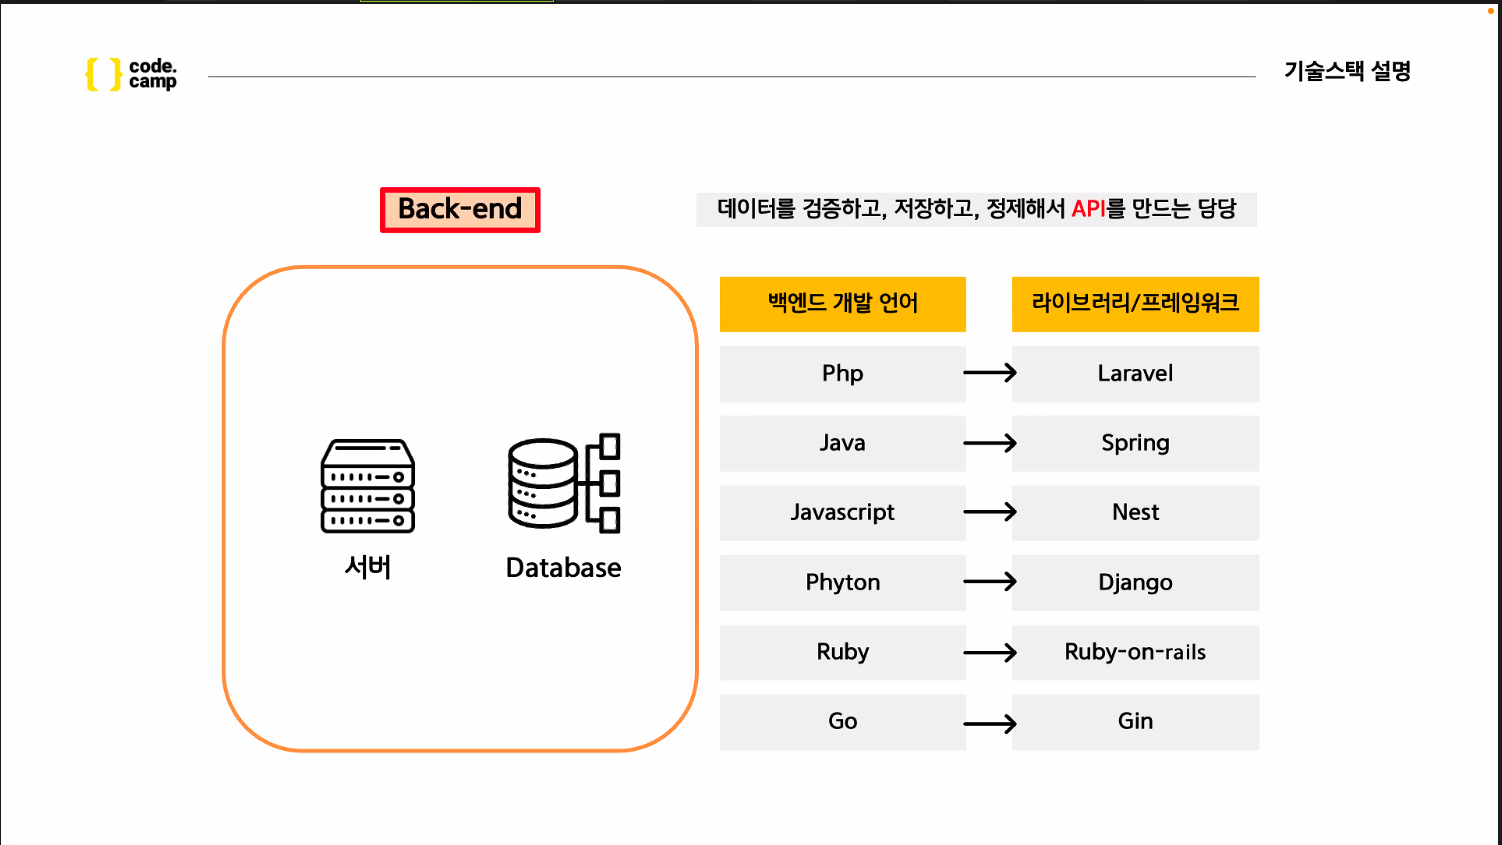 code.
camp
기술스택 설명
Back-end
데이터를 검증하고, 저장하고, 정제해서 API를 만드는 담당
서버
Database
백엔드 개발 언어
라이브러리/프레임워크
Php
Laravel
Java
Spring
Javascript
Nest
Phyton
Django
Ruby
Ruby-on-rails
Go
Gin